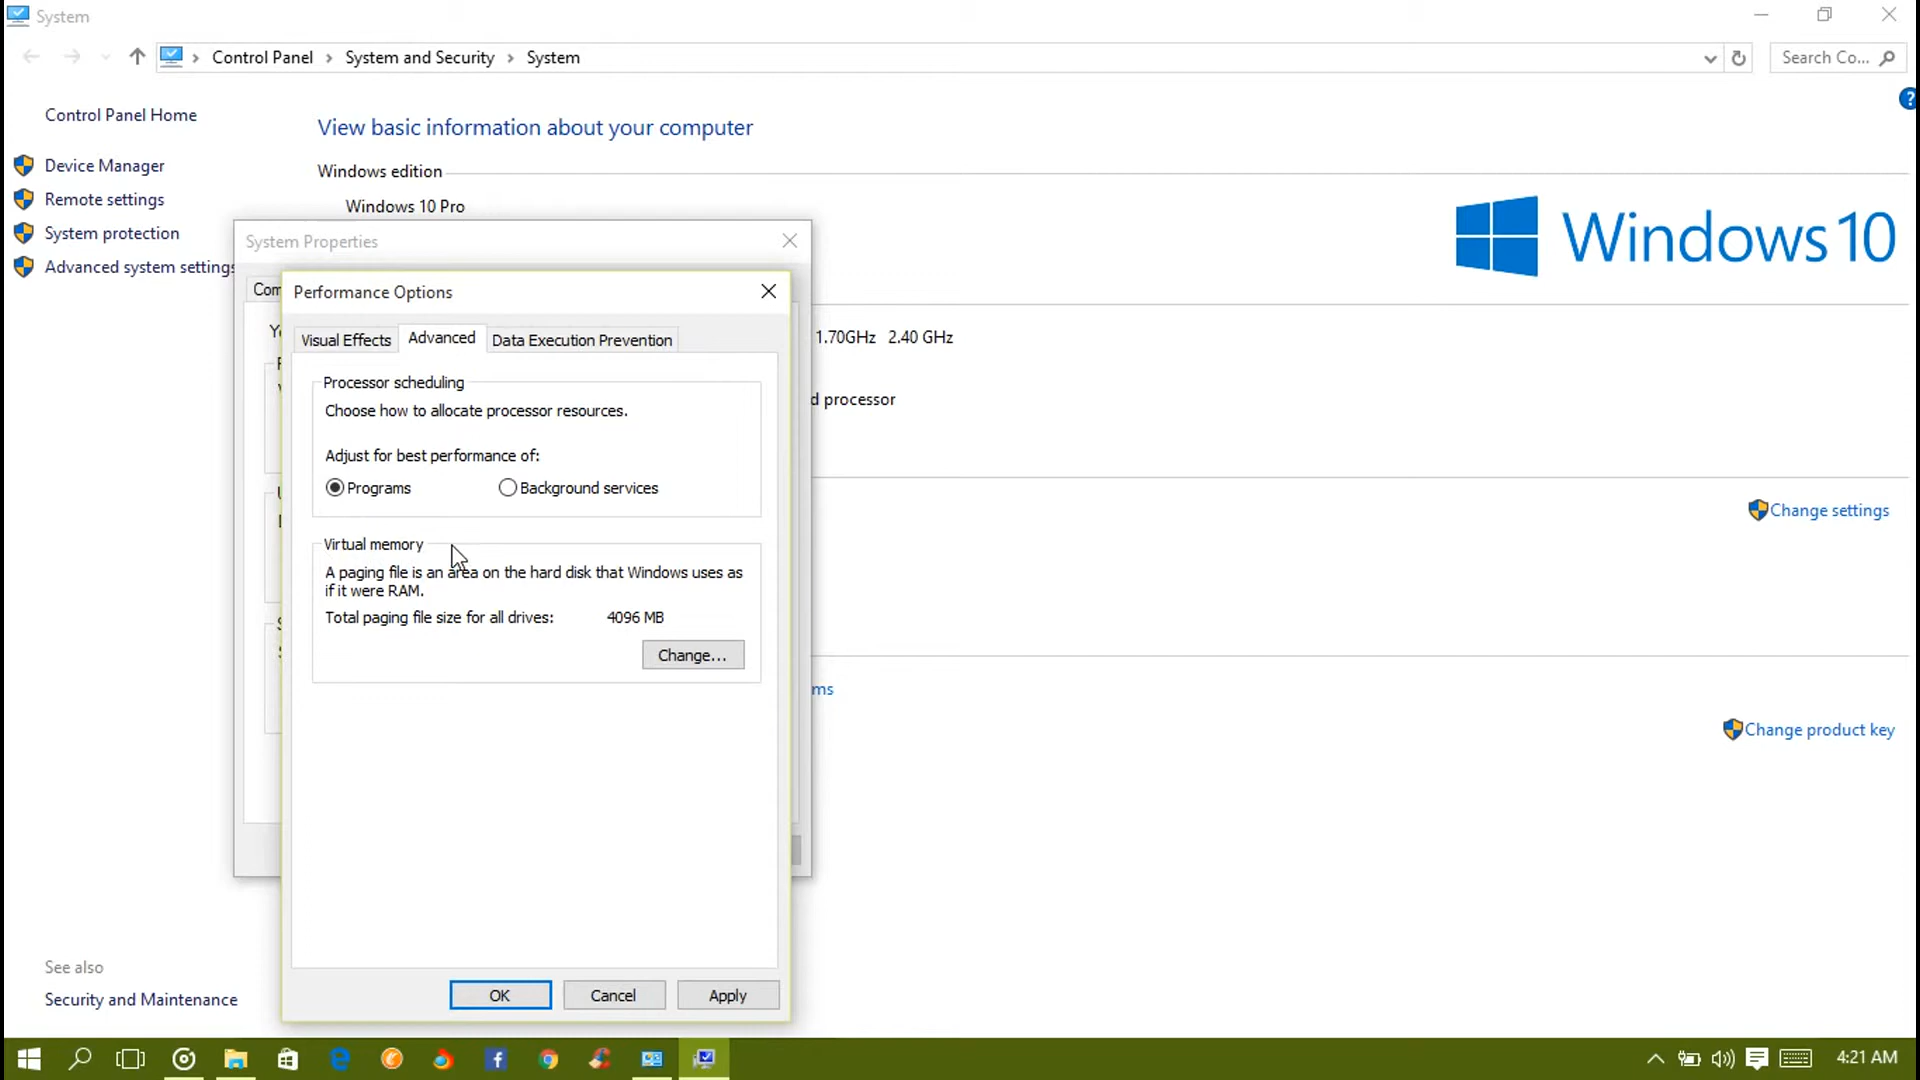 System
Control Panel › System and Security › System
Search Co...
Control Panel Home
Device Manager
Remote settings
System protection
Advanced system settings
View basic information about your computer
Windows edition
Windows 10 Pro
Windows 10
System Properties
Com
Performance Options
Visual Effects
Advanced
Data Execution Prevention
1.70GHz 2.40 GHz
Processor scheduling
Choose how to allocate processor resources.
d processor
Adjust for best performance of:
Programs
Background services
Change settings
Virtual memory
A paging file is an area on the hard disk that Windows uses as
if it were RAM.
Total paging file size for all drives: 4096 MB
Change...
ms
Change product key
See also
Security and Maintenance
OK
Cancel
Apply
4:21 AM